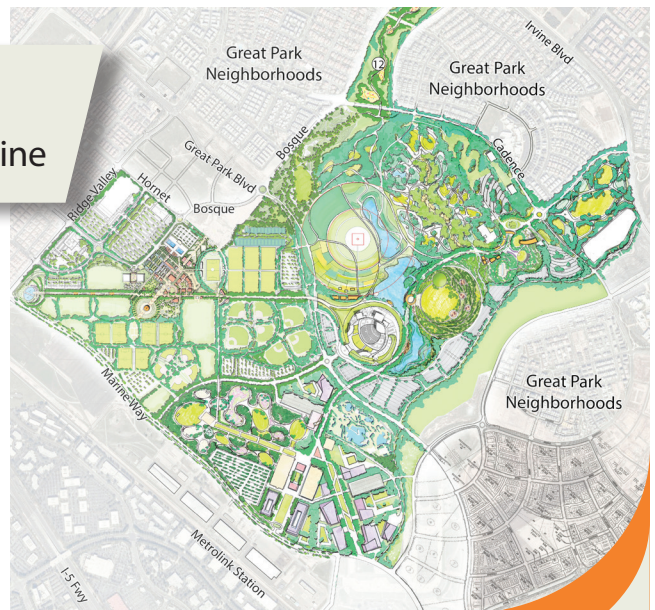 ine
Great Park
Neighborhoods
12
Great Park
Neighborhoods
Irvine Blvd
Great Park Blvd
Bosque
Cadence
Ridge Valley
Hornet
Bosque
Great Park
Neighborhoods
Marine Way
Metrolink Station
I-5 Fwy